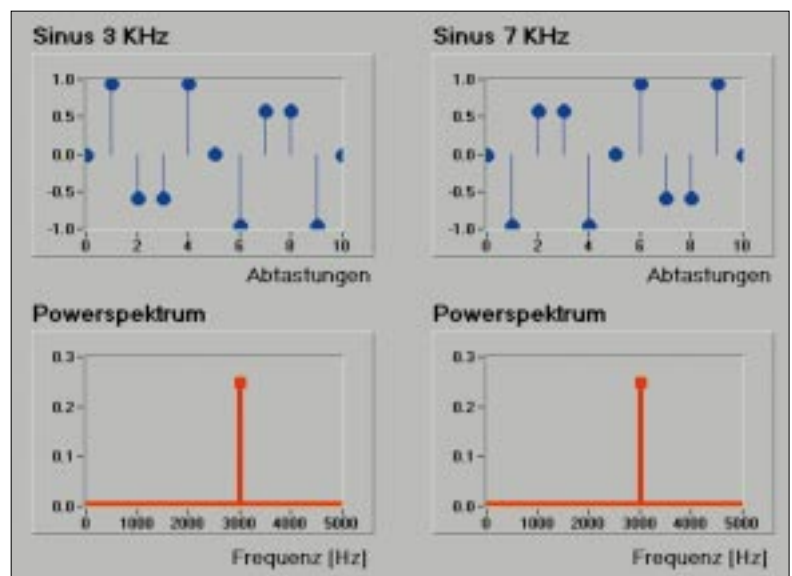 Sinus 3 KHz
Sinus 7 KHz
1.0
0.5
0.0
-0.5
-1.0
0 2 4 6 8 10
Abtastungen
1.0
0.5
0.0
-0.5
-1.0
0 2 4 6 8 10
Abtastungen
Powerspektrum
Powerspektrum
0.3
0.2
0.1
0.0
0 1000 2000 3000 4000 5000
Frequenz [Hz]
0.3
0.2
0.1
0.0
0 1000 2000 3000 4000 5000
Frequenz [Hz]